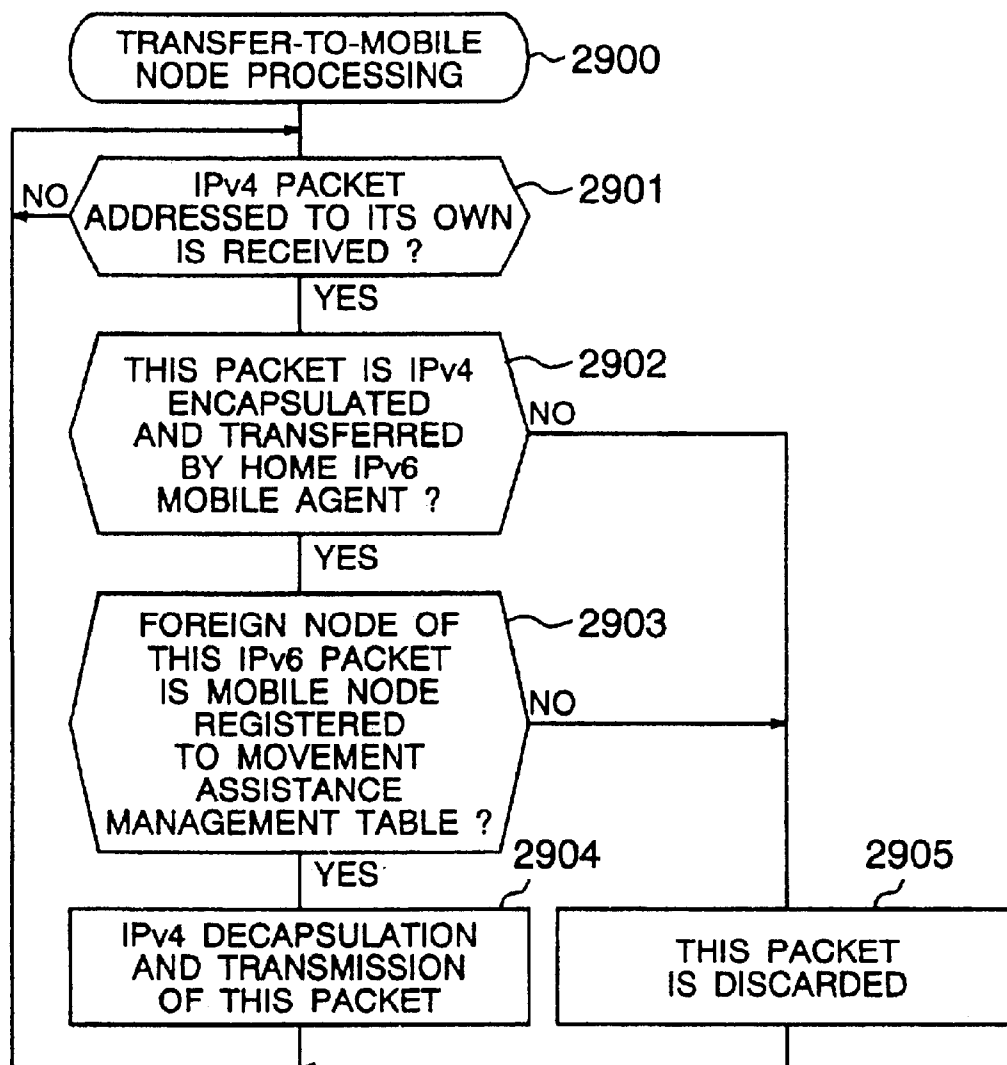 TRANSFER-TO-MOBILE
NODE PROCESSING
2900
NO
IPv4 PACKET
ADDRESSED TO ITS OWN
IS RECEIVED ?
2901
YES
THIS PACKET IS IPv4
ENCAPSULATED
AND TRANSFERRED
BY HOME IPv6
MOBILE AGENT ?
2902
NO
YES
FOREIGN NODE OF
THIS IPv6 PACKET
IS MOBILE NODE
REGISTERED
TO MOVEMENT
ASSISTANCE
MANAGEMENT TABLE ?
2903
NO
YES
2904
IPv4 DECAPSULATION
AND TRANSMISSION
OF THIS PACKET
2905
THIS PACKET
IS DISCARDED